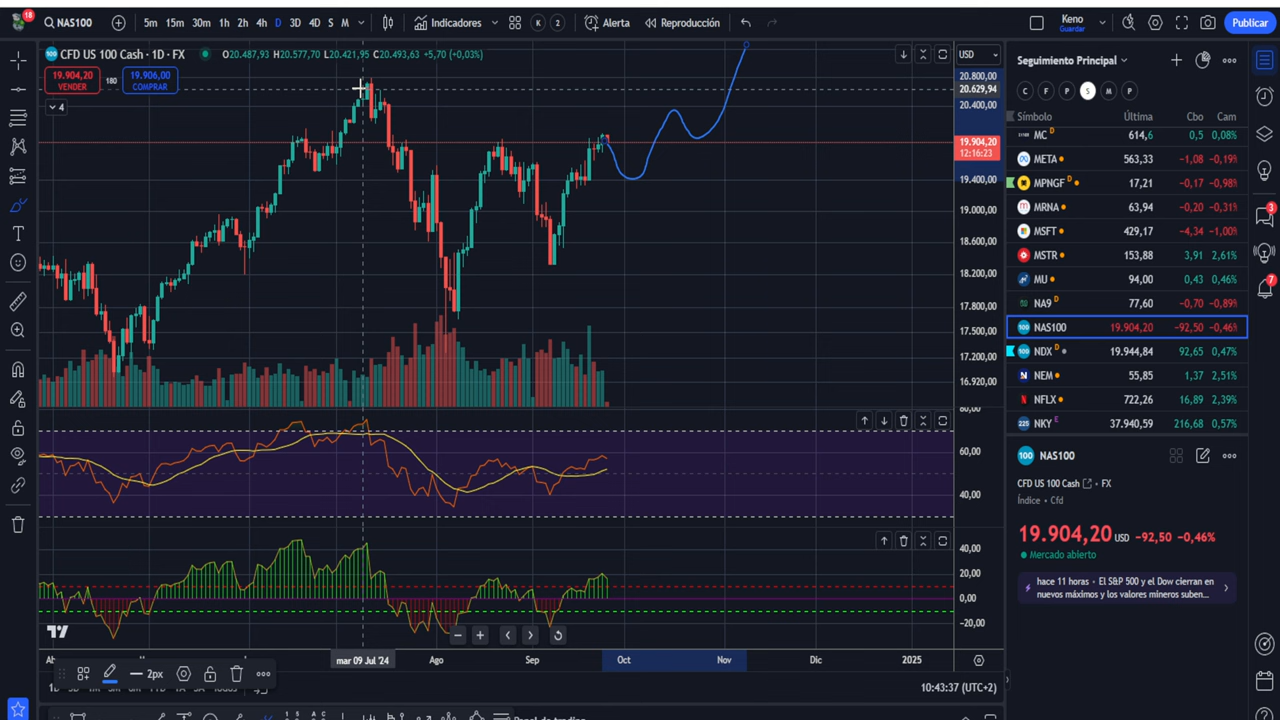 18 NAS100 5m 15m 30m 1h 2h 4h D 3D 4D S M Indicadores K 2 Alerta Reproducción Keno Guardar Publicar
100 CFD US 100 Cash · 1D · FX O20.487,93 H20.577,70 L20.421,95 C20.493,63 +5,70 (+0,03%) USD
19.904,20 VENDER 180 19.906,00 COMPRAR
4
20.800,00
20.629,94
20.400,00
19.904,20
12:16:23
19.400,00
19.000,00
18.600,00
18.200,00
17.800,00
17.500,00
17.200,00
16.920,00
80,00
60,00
40,00
40,00
20,00
0,00
−20,00
mar 09 Jul '24 Ago Sep Oct Nov Dic 2025
2px
10:43:37 (UTC+2)
Seguimiento Principal
C F P S M P
Símbolo Última Cbo Cam
MC D 614,6 0,5 0,08%
META 563,33 −1,08 −0,19%
MPNGF D 17,21 −0,17 −0,98%
MRNA 63,94 −0,20 −0,31%
MSFT 429,17 −4,34 −1,00%
MSTR 153,88 3,91 2,61%
MU 94,00 0,43 0,46%
NA9 D 77,60 −0,70 −0,89%
100 NAS100 19.904,20 −92,50 −0,46%
100 NDX D 19.944,84 92,65 0,47%
NEM 55,85 1,37 2,51%
NFLX 722,26 16,89 2,39%
225 NKY E 37.940,59 216,68 0,57%
100 NAS100
CFD US 100 Cash · FX
Índice · Cfd
19.904,20 USD −92,50 −0,46%
Mercado abierto
hace 11 horas · El S&P 500 y el Dow cierran en
nuevos máximos y los valores mineros suben...
3
7